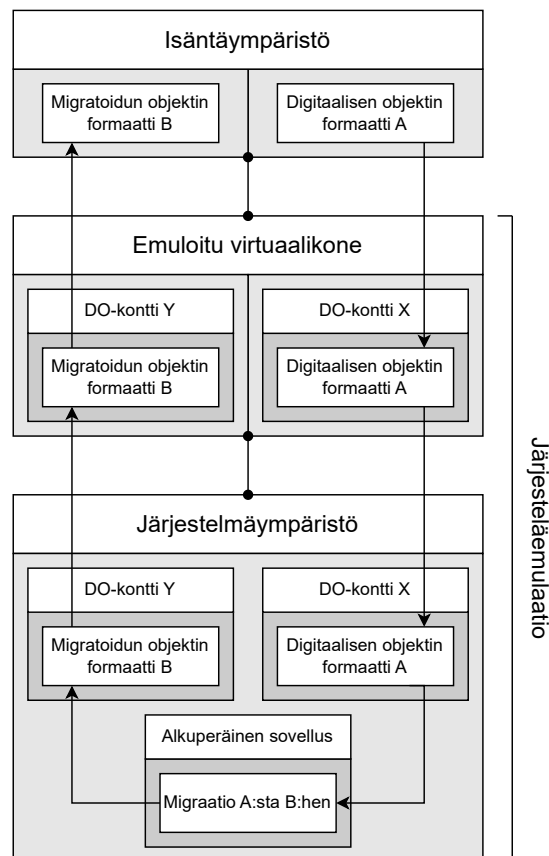 Isäntäympäristö
Migratoidun objektin
formaatti B
Digitaalisen objektin
formaatti A
Emuloitu virtuaalikone
DO-kontti Y
DO-kontti X
Migratoidun objektin
formaatti B
Digitaalisen objektin
formaatti A
Järjestelmäympäristö
DO-kontti Y
DO-kontti X
Migratoidun objektin
formaatti B
Digitaalisen objektin
formaatti A
Alkuperäinen sovellus
Migraatio A:sta B:hen
Järjesteläemulaatio